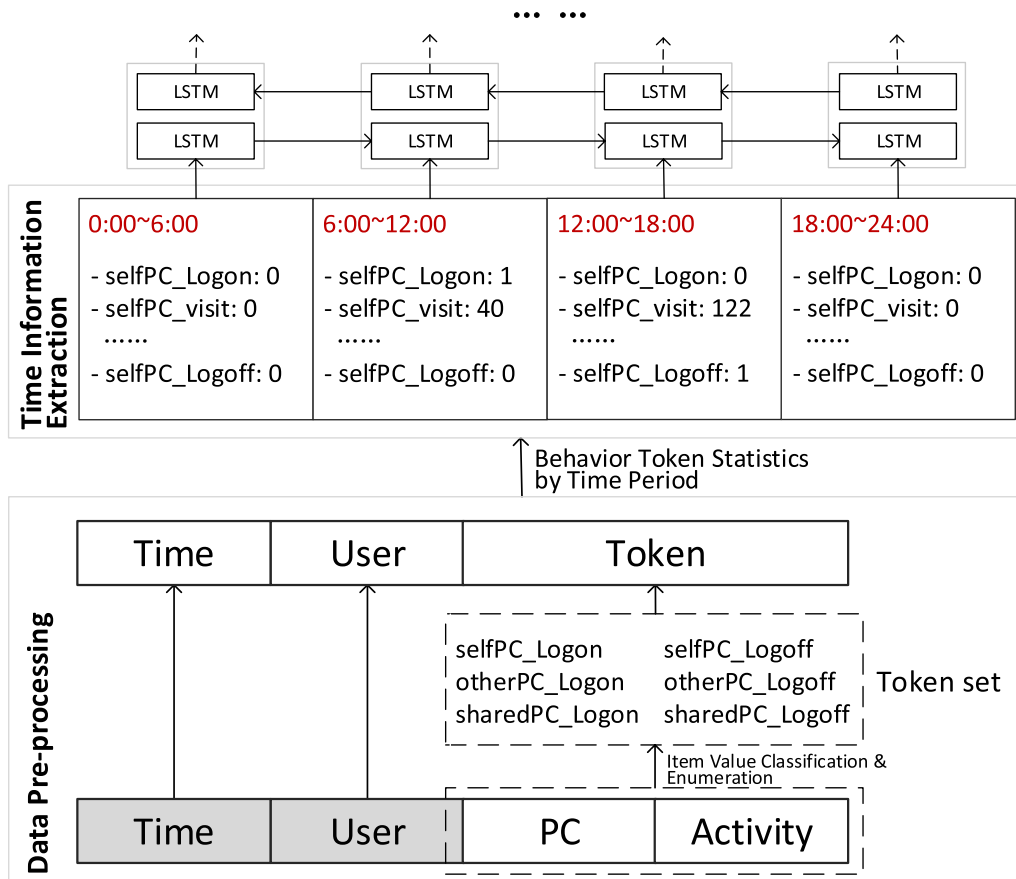 ... ...
LSTM LSTM LSTM LSTM
LSTM LSTM LSTM LSTM
Time Information
Extraction
0:00~6:00
- selfPC_Logon: 0
- selfPC_visit: 0
......
- selfPC_Logoff: 0
6:00~12:00
- selfPC_Logon: 1
- selfPC_visit: 40
......
- selfPC_Logoff: 0
12:00~18:00
- selfPC_Logon: 0
- selfPC_visit: 122
......
- selfPC_Logoff: 1
18:00~24:00
- selfPC_Logon: 0
- selfPC_visit: 0
......
- selfPC_Logoff: 0
Behavior Token Statistics
by Time Period
Data Pre-processing
Time User Token
selfPC_Logon selfPC_Logoff
otherPC_Logon otherPC_Logoff
sharedPC_Logon sharedPC_Logoff
Token set
Item Value Classification &
Enumeration
Time User PC Activity